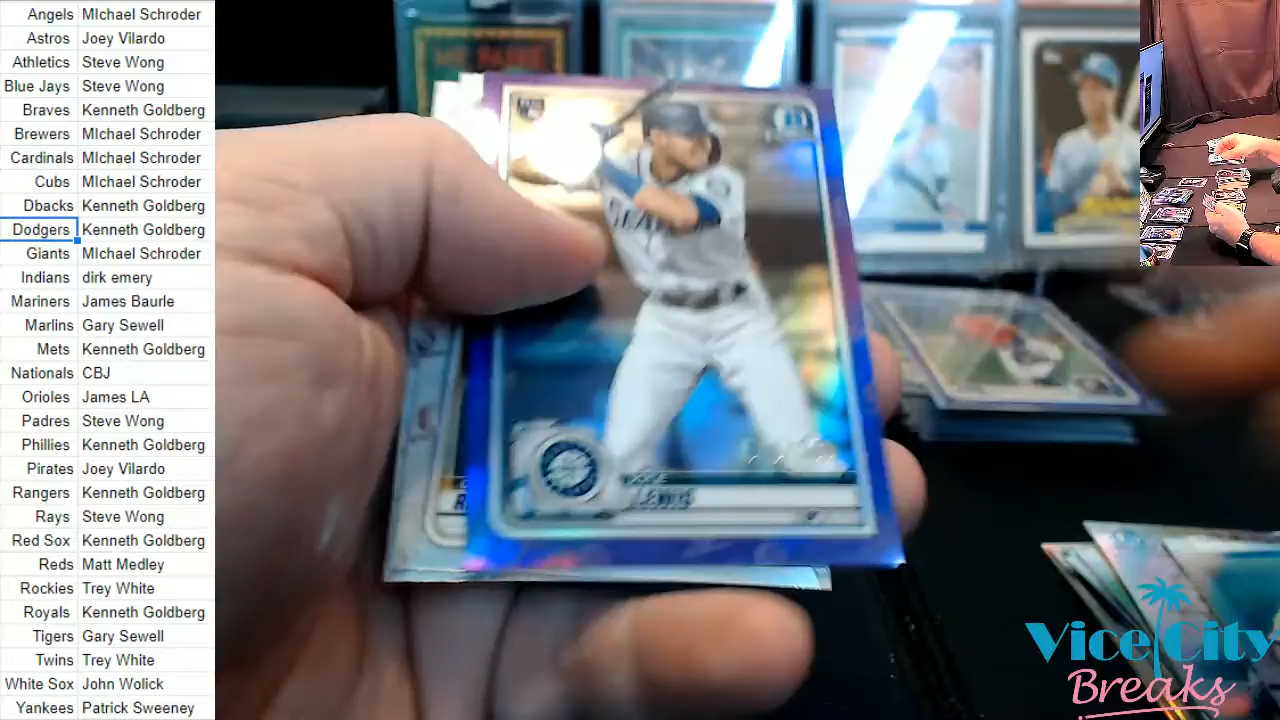 Angels MIchael Schroder
Astros Joey Vilardo
Athletics Steve Wong
Blue Jays Steve Wong
Braves Kenneth Goldberg
Brewers MIchael Schroder
Cardinals MIchael Schroder
Cubs MIchael Schroder
Dbacks Kenneth Goldberg
Dodgers Kenneth Goldberg
Giants MIchael Schroder
Indians dirk emery
Mariners James Baurle
Marlins Gary Sewell
Mets Kenneth Goldberg
Nationals CBJ
Orioles James LA
Padres Steve Wong
Phillies Kenneth Goldberg
Pirates Joey Vilardo
Rangers Kenneth Goldberg
Rays Steve Wong
Red Sox Kenneth Goldberg
Reds Matt Medley
Rockies Trey White
Royals Kenneth Goldberg
Tigers Gary Sewell
Twins Trey White
White Sox John Wolick
Yankees Patrick Sweeney
LEWIS
Vice City
Breaks